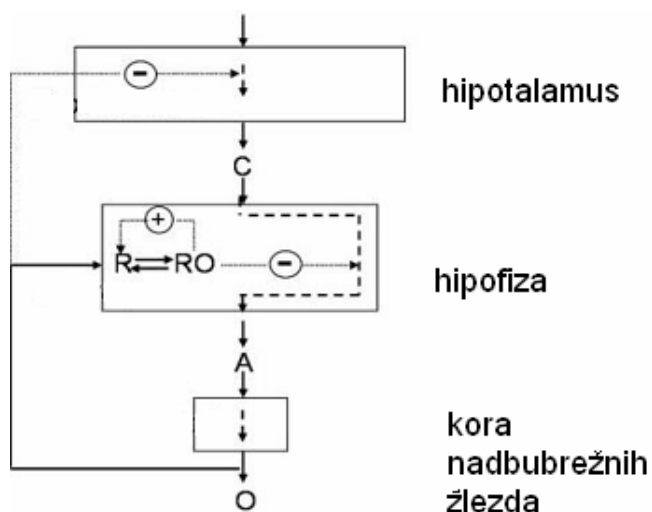 −
hipotalamus
C
+
R RO −
hipofiza
A
kora
nadbubrežnih
žlezda
O